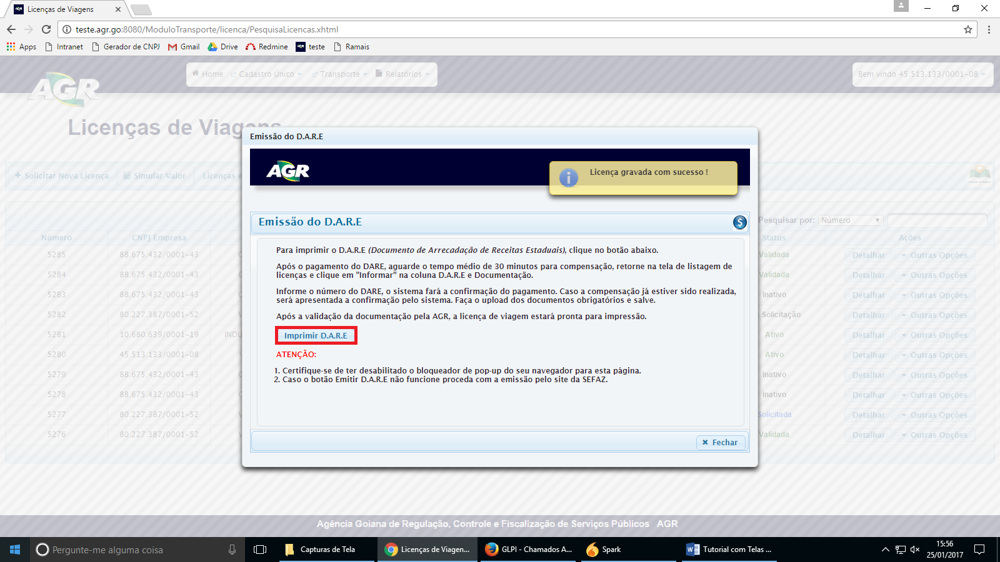 Licenças de Viagens
teste.agr.go:8080/ModuloTransporte/licenca/PesquisaLicencas.xhtml
Apps Intranet Gerador de CNPJ Gmail Drive Redmine teste Ramais
AGR
Home Cadastro Único Transporte Relatórios
Bem vindo 45.513.133/0001-08
Licenças de Viagens
Emissão do D.A.R.E
AGR
Licença gravada com sucesso !
Solicitar Nova Licença Simular Valor Licenças e
Emissão do D.A.R.E
Pesquisar por: Número
Número CNPJ Empresa Status Ações
5285 88.675.432/0001-43 Validada Detalhar Outras Opções
5284 88.675.432/0001-43 Validada Detalhar Outras Opções
5283 88.675.432/0001-43 Inativo Detalhar Outras Opções
5282 80.227.387/0001-52 Solicitação Detalhar Outras Opções
5281 10.680.639/0001-19 INDU Ativo Detalhar Outras Opções
5280 45.513.133/0001-08 Ativo Detalhar Outras Opções
5279 88.675.432/0001-43 Inativo Detalhar Outras Opções
5278 88.675.432/0001-43 Inativo Detalhar Outras Opções
5277 80.227.387/0001-52 Solicitada Detalhar Outras Opções
5276 80.227.387/0001-52 Validada Detalhar Outras Opções
Para imprimir o D.A.R.E (Documento de Arrecadação de Receitas Estaduais), clique no botão abaixo.
Após o pagamento do DARE, aguarde o tempo médio de 30 minutos para compensação, retorne na tela de listagem de
licenças e clique em "Informar" na coluna D.A.R.E e Documentação.
Informe o número do DARE, o sistema fará a confirmação do pagamento. Caso a compensação já estiver sido realizada,
será apresentada a confirmação pelo sistema. Faça o upload dos documentos obrigatórios e salve.
Após a validação da documentação pela AGR, a licença de viagem estará pronta para impressão.
Imprimir D.A.R.E
ATENÇÃO:
1. Certifique-se de ter desabilitado o bloqueador de pop-up do seu navegador para esta página.
2. Caso o botão Emitir D.A.R.E não funcione proceda com a emissão pelo site da SEFAZ.
Fechar
Agência Goiana de Regulação, Controle e Fiscalização de Serviços Públicos AGR
Pergunte-me alguma coisa
Capturas de Tela
Licenças de Viagen...
GLPI - Chamados A...
Spark
Tutorial com Telas ...
15:56
25/01/2017